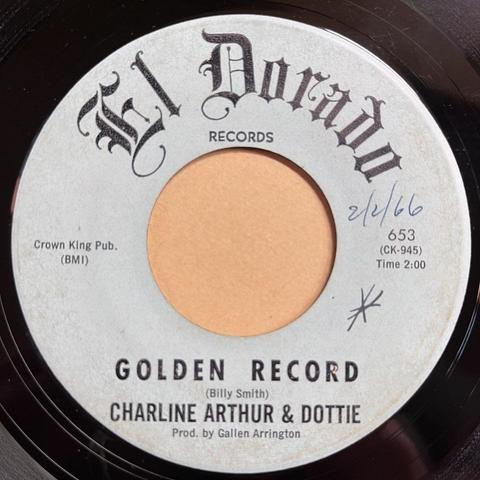 El Dorado
RECORDS
2/2/66
Crown King Pub.
(BMI)
653
(CK-945)
Time 2:00
GOLDEN RECORD
(Billy Smith)
CHARLINE ARTHUR & DOTTIE
Prod. by Gallen Arrington